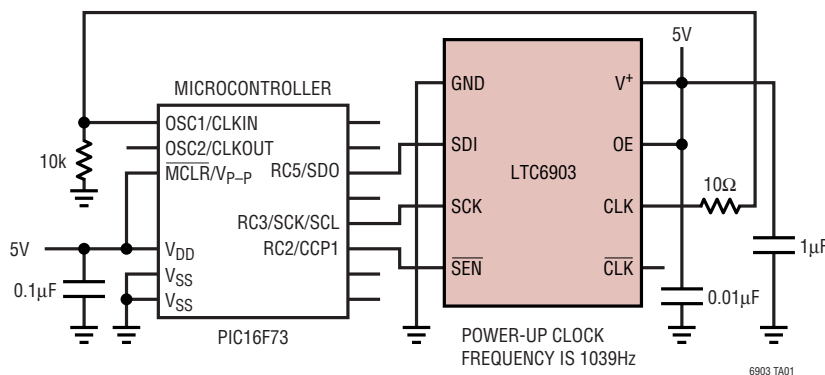 5V
MICROCONTROLLER
GND
V+
OSC1/CLKIN
OSC2/CLKOUT
10k
MCLR/VP–P
RC5/SDO
SDI
OE
LTC6903
10Ω
SCK
CLK
RC3/SCK/SCL
5V
VDD
RC2/CCP1
SEN
CLK
1µF
VSS
0.1µF
0.01µF
VSS
PIC16F73
POWER-UP CLOCK
FREQUENCY IS 1039Hz
6903 TA01